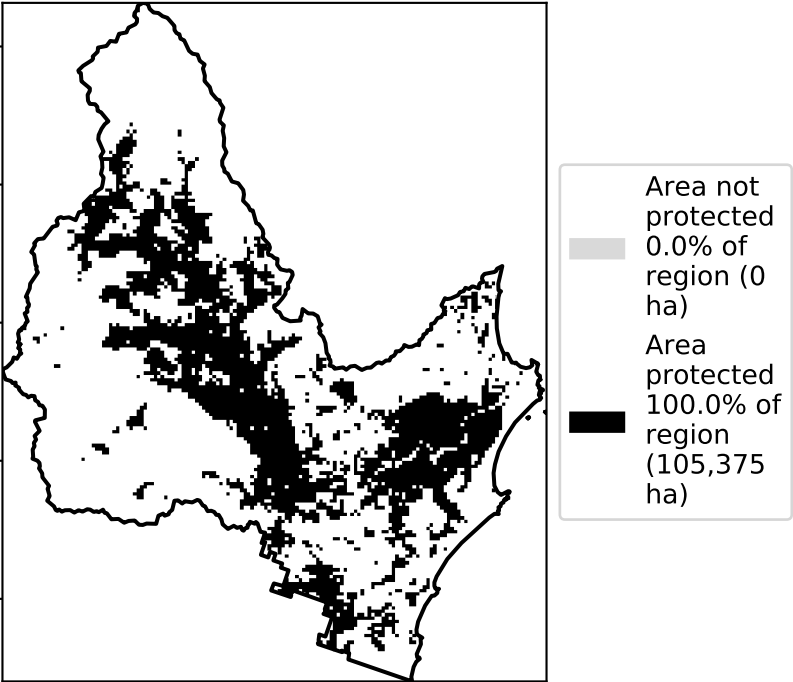 Area not
protected
0.0% of
region (0
ha)
Area
protected
100.0% of
region
(105,375
ha)